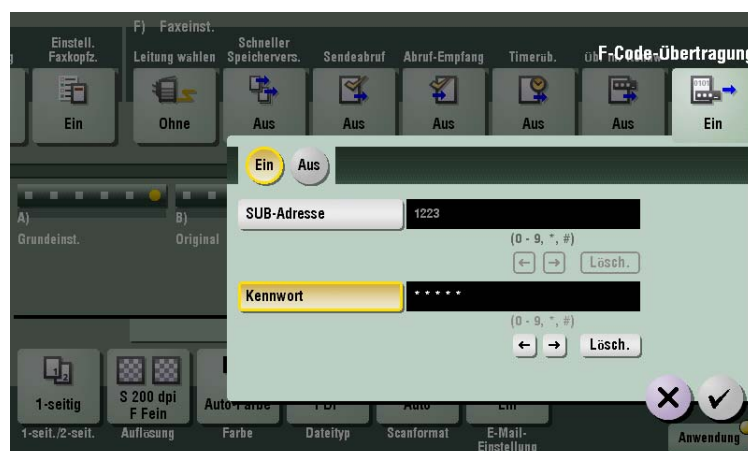 F) Faxeinst.
Einstell.
Faxkopfz.
Leitung wählen
Schneller
Speichervers.
Sendeabruf
Abruf-Empfang
Timerüb.
F-Code-Übertragung
Ein
Ohne
Aus
Aus
Aus
Aus
Aus
Ein
Ein
Aus
A)
Grundeinst.
B)
Original
SUB-Adresse
1223
(0 - 9, *, #)
← → Lösch.
Kennwort
* * * * *
(0 - 9, *, #)
← → Lösch.
1-seitig
S 200 dpi
F Fein
1-seit./2-seit.
Auflösung
Farbe
Dateityp
Scanformat
E-Mail-
Einstellung
Anwendung